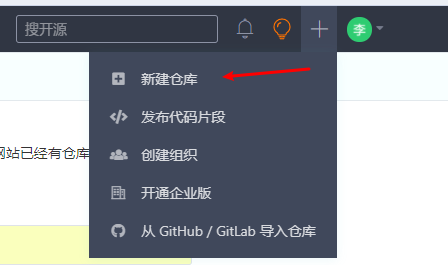 搜开源
李
新建仓库
发布代码片段
网站已经有仓库
创建组织
开通企业版
从 GitHub / GitLab 导入仓库